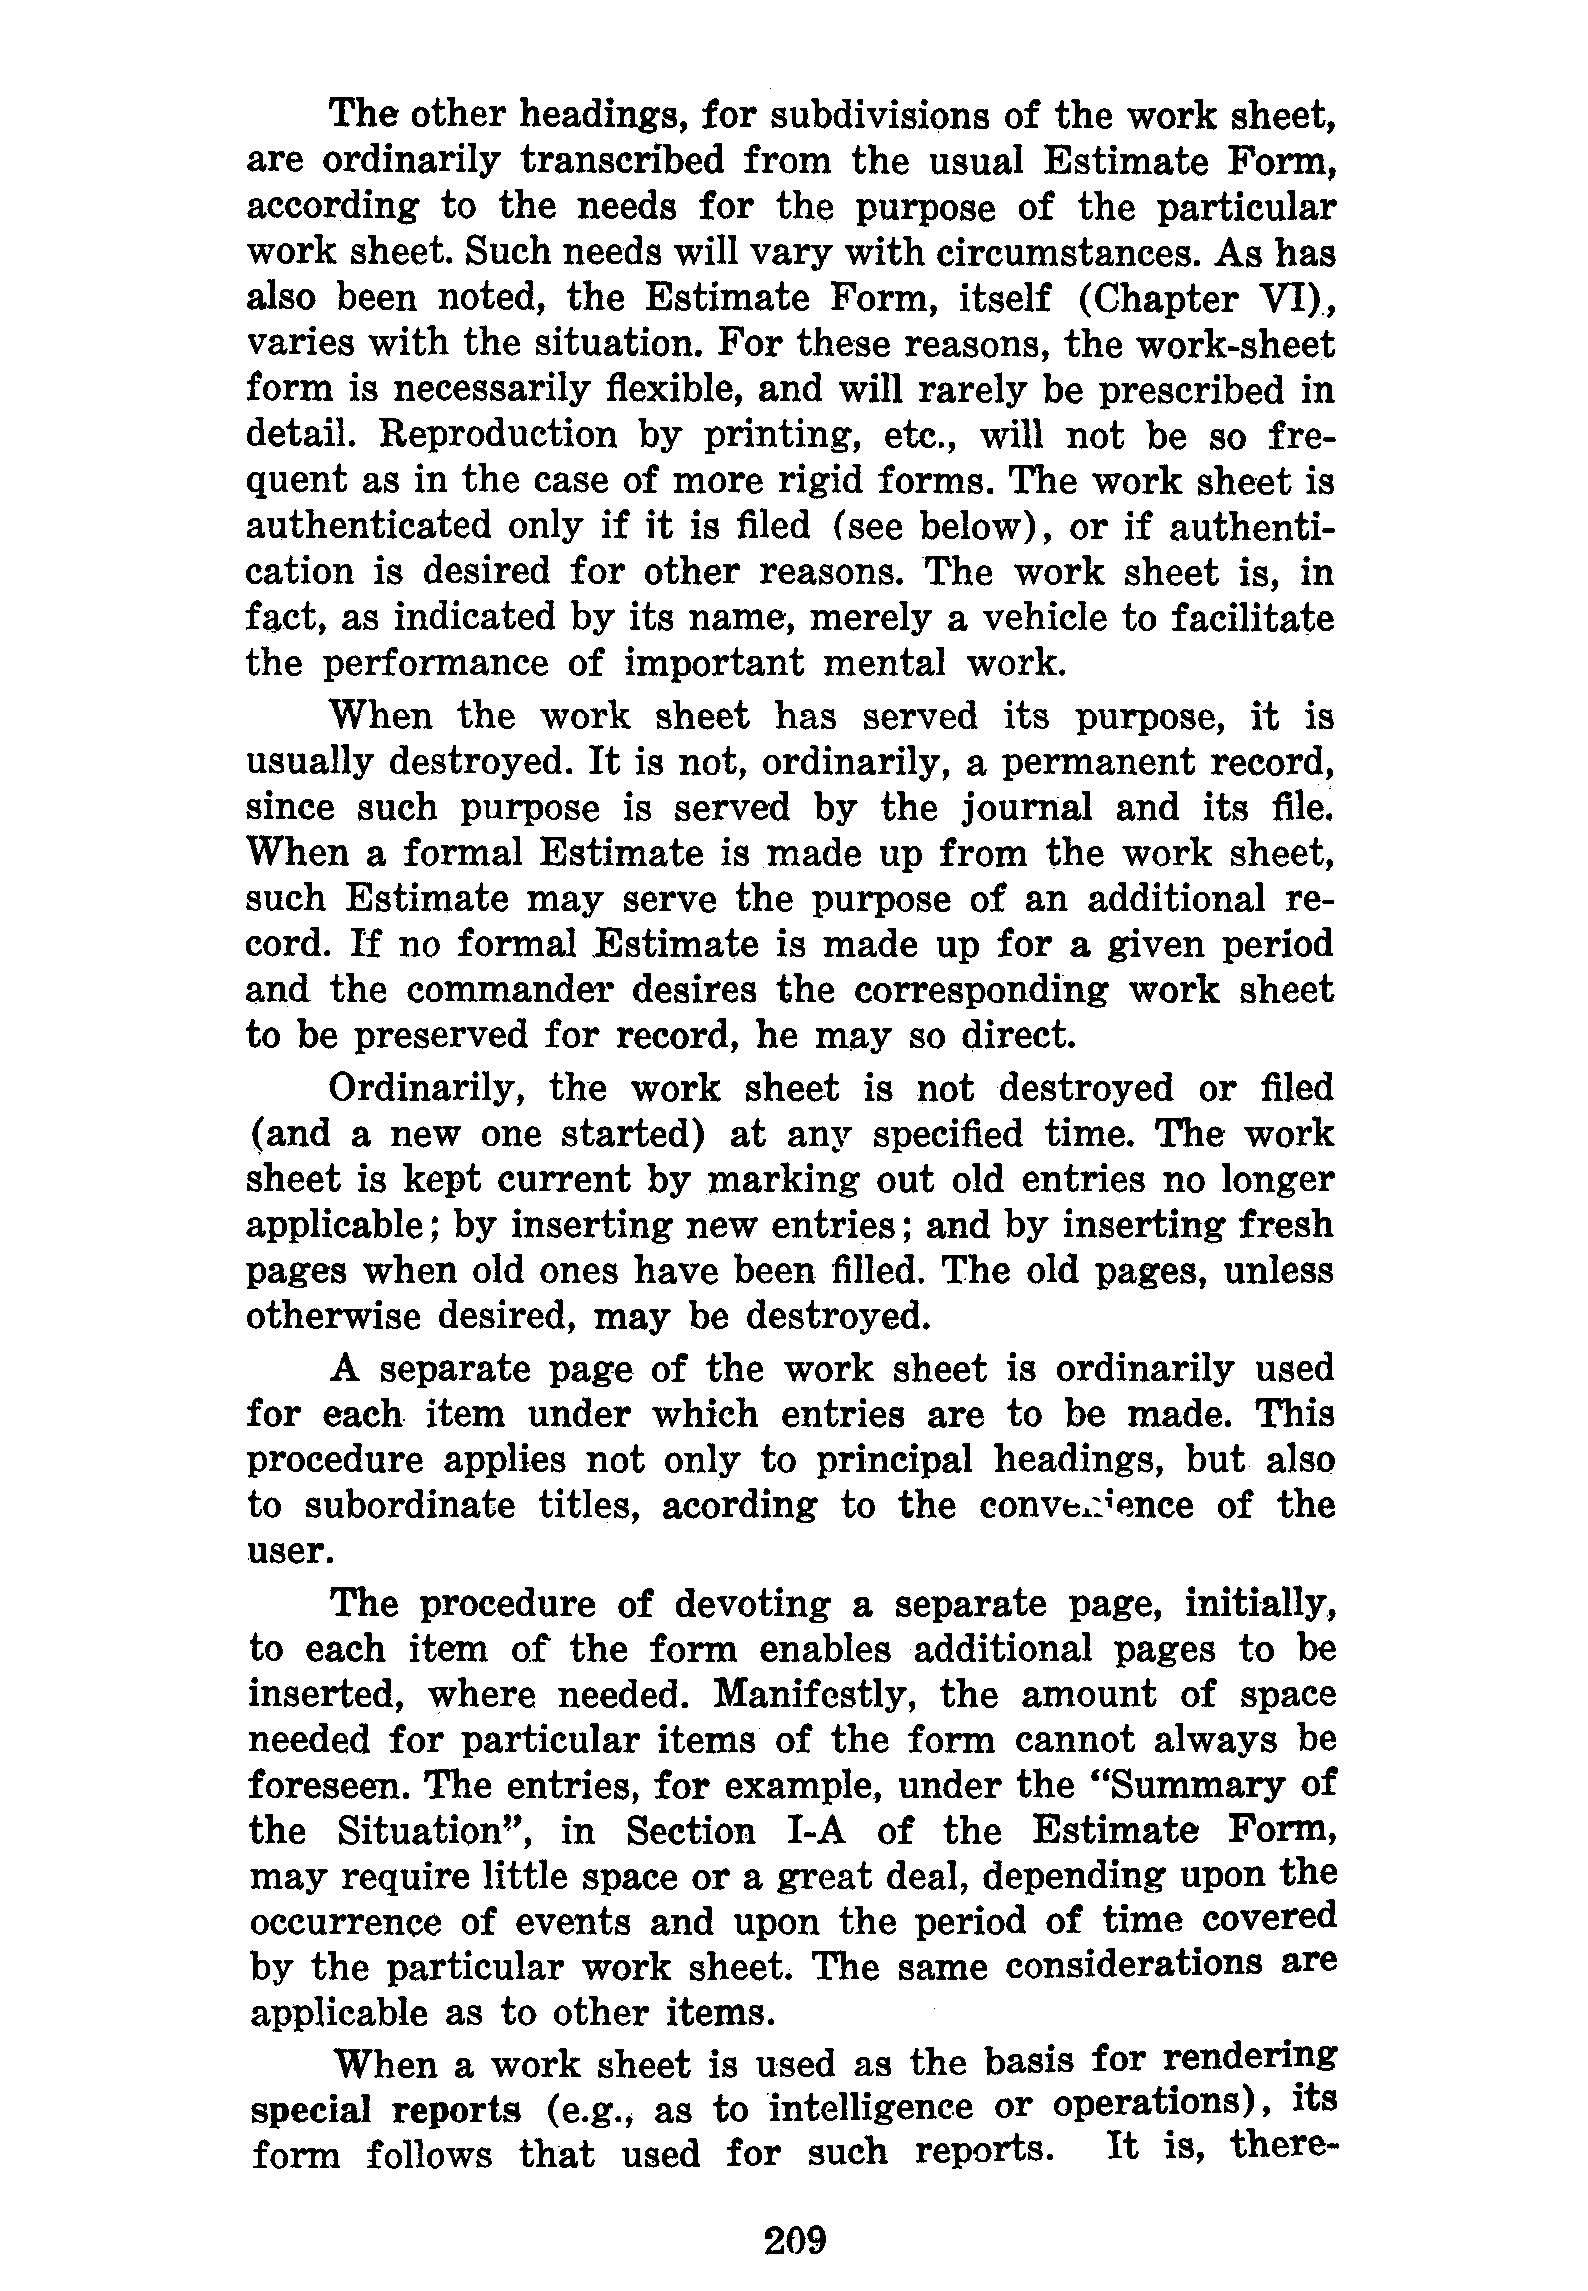 The other headings, for subdivisions of the work sheet,
are ordinarily transcribed from the usual Estimate Form,
according to the needs for the purpose of the particular
work sheet. Such needs will vary with circumstances. As has
also been noted, the Estimate Form, itself (Chapter VI),
varies with the situation. For these reasons, the work-sheet
form is necessarily flexible, and will rarely be prescribed in
detail. Reproduction by printing, etc., will not be so fre-
quent as in the case of more rigid forms. The work sheet is
authenticated only if it is filed (see below), or if authenti-
cation is desired for other reasons. The work sheet is, in
fact, as indicated by its name, merely a vehicle to facilitate
the performance of important mental work.
When the work sheet has served its purpose, it is
usually destroyed. It is not, ordinarily, a permanent record,
since such purpose is served by the journal and its file.
When a formal Estimate is made up from the work sheet,
such Estimate may serve the purpose of an additional re-
cord. If no formal Estimate is made up for a given period
and the commander desires the corresponding work sheet
to be preserved for record, he may so direct.
Ordinarily, the work sheet is not destroyed or filed
(and a new one started) at any specified time. The work
sheet is kept current by marking out old entries no longer
applicable; by inserting new entries; and by inserting fresh
pages when old ones have been filled. The old pages, unless
otherwise desired, may be destroyed.
A separate page of the work sheet is ordinarily used
for each item under which entries are to be made. This
procedure applies not only to principal headings, but also
to subordinate titles, acording to the convenience of the
user.
The procedure of devoting a separate page, initially,
to each item of the form enables additional pages to be
inserted, where needed. Manifestly, the amount of space
needed for particular items of the form cannot always be
foreseen. The entries, for example, under the “Summary of
the Situation”, in Section I-A of the Estimate Form,
may require little space or a great deal, depending upon the
occurrence of events and upon the period of time covered
by the particular work sheet. The same considerations are
applicable as to other items.
When a work sheet is used as the basis for rendering
special reports (e.g., as to intelligence or operations), its
form follows that used for such reports. It is, there-
209